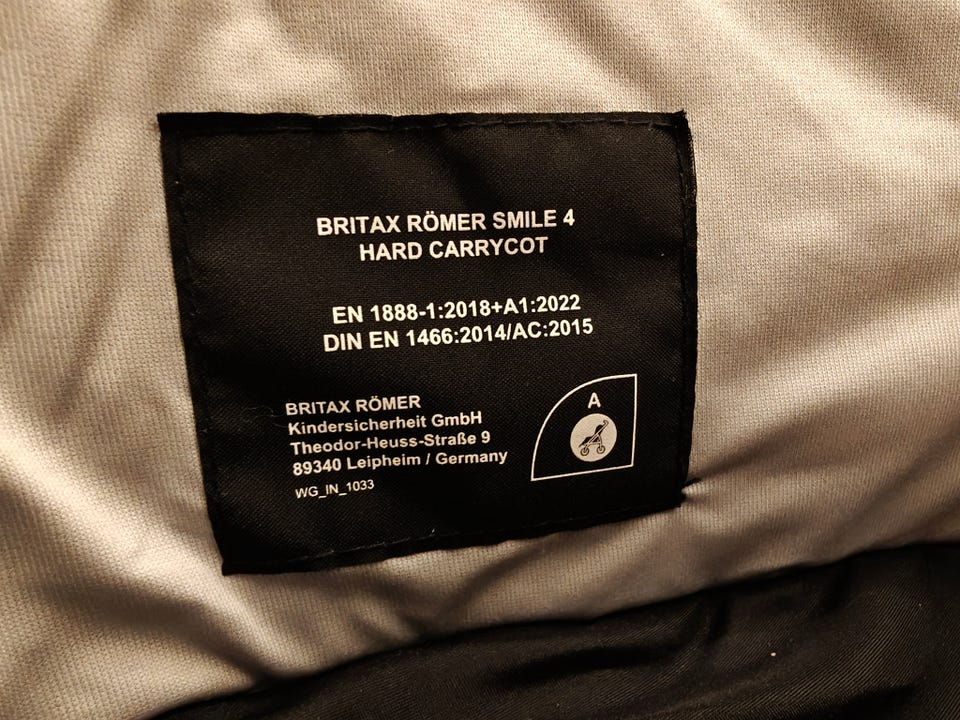 BRITAX RÖMER SMILE 4
HARD CARRYCOT
EN 1888-1:2018+A1:2022
DIN EN 1466:2014/AC:2015
BRITAX RÖMER
Kindersicherheit GmbH
Theodor-Heuss-Straße 9
89340 Leipheim / Germany
WG_IN_1033
A